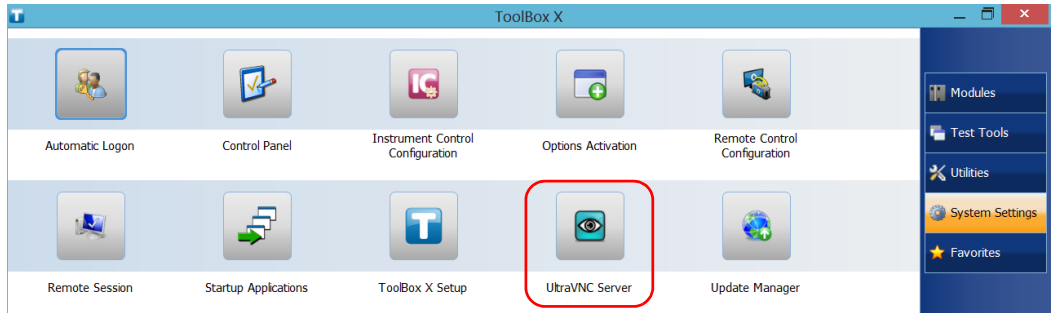 ToolBox X
Automatic Logon
Control Panel
Instrument Control
Configuration
Options Activation
Remote Control
Configuration
Remote Session
Startup Applications
ToolBox X Setup
UltraVNC Server
Update Manager
Modules
Test Tools
Utilities
System Settings
Favorites